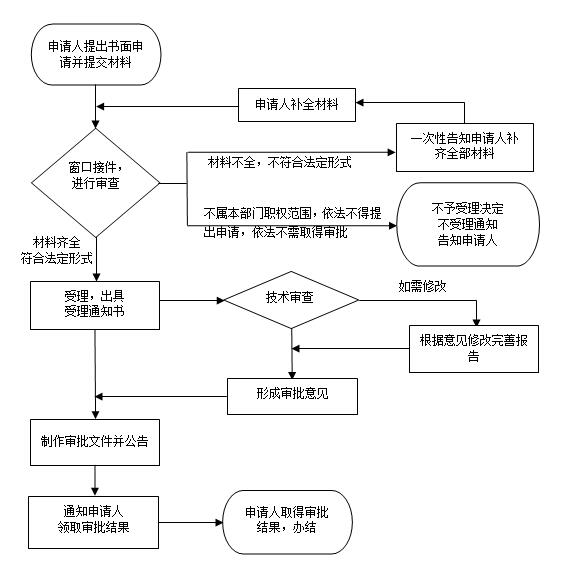 申请人提出书面申
请并提交材料
申请人补全材料
一次性告知申请人补
齐全部材料
窗口接件，
进行审查
材料不全，不符合法定形式
不属本部门职权范围，依法不得提
出申请，依法不需取得审批
不予受理决定
不受理通知
告知申请人
材料齐全
符合法定形式
受理，出具
受理通知书
技术审查
如需修改
根据意见修改完善报
告
形成审批意见
制作审批文件并公告
通知申请人
领取审批结果
申请人取得审批
结果，办结